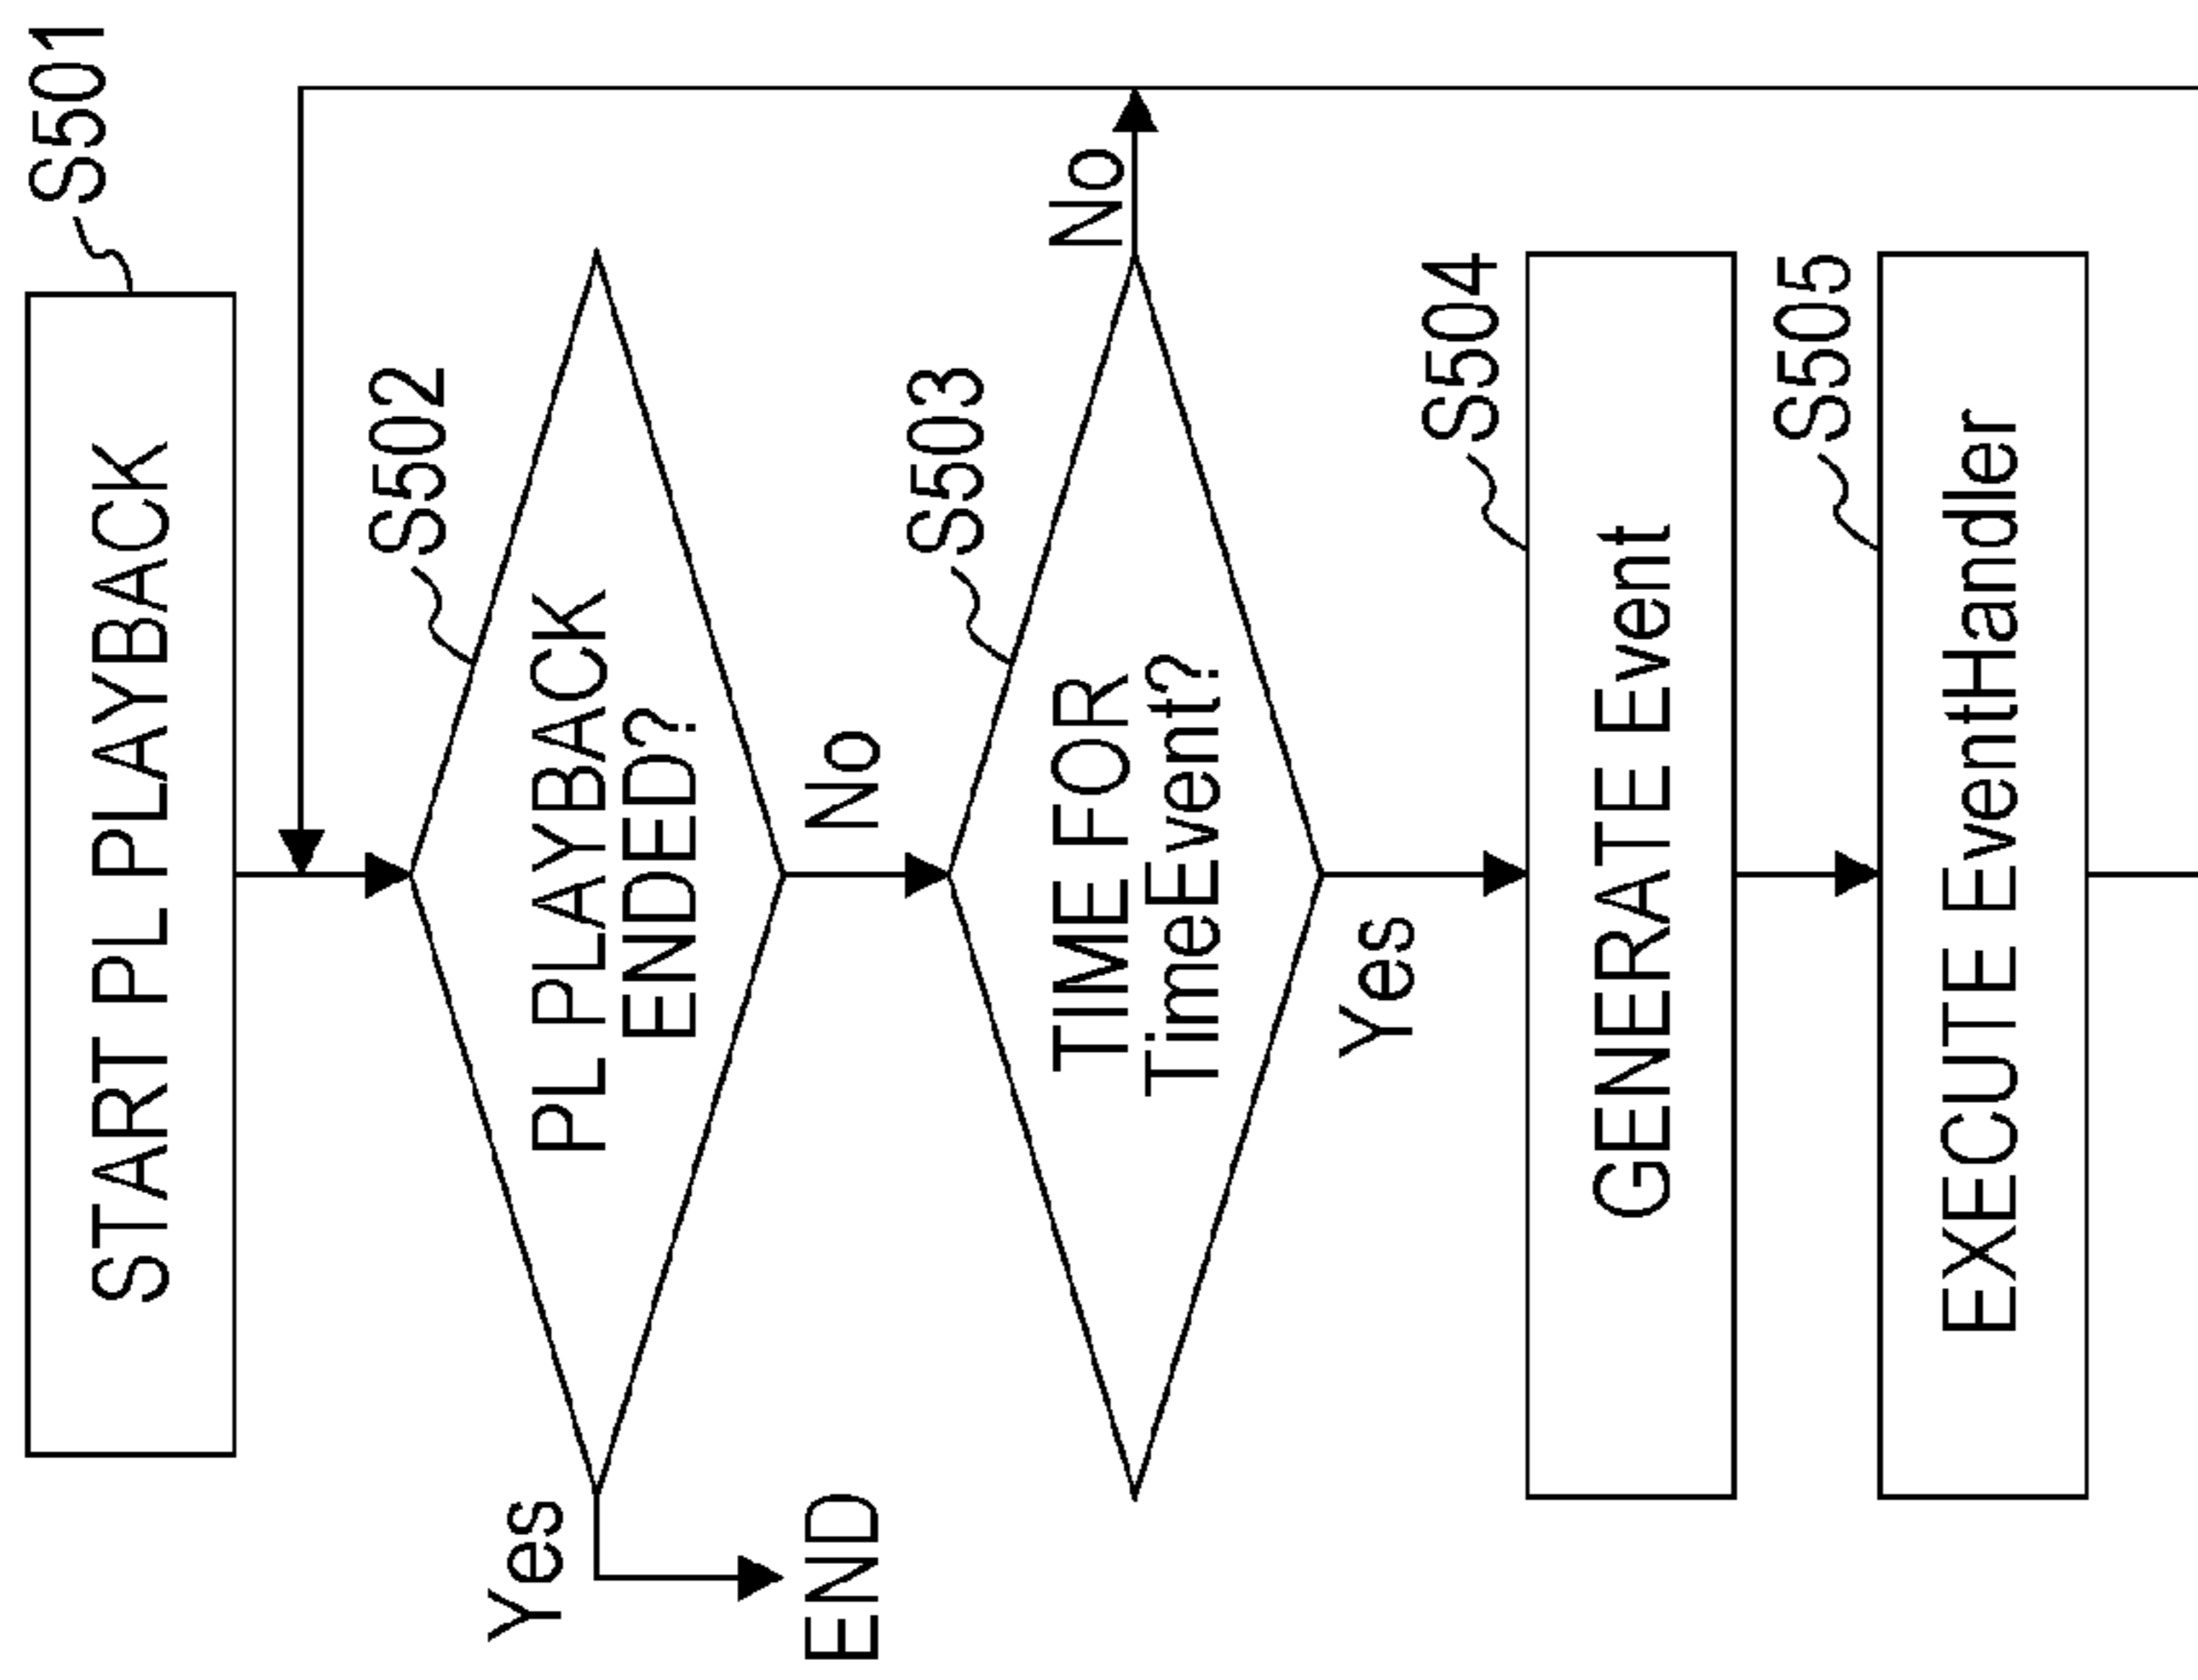 START PL PLAYBACK
S501
S502
PL PLAYBACK
ENDED?
Yes
END
No
S503
TIME FOR
TimeEvent?
No
Yes
S504
GENERATE Event
S505
EXECUTE EventHandler